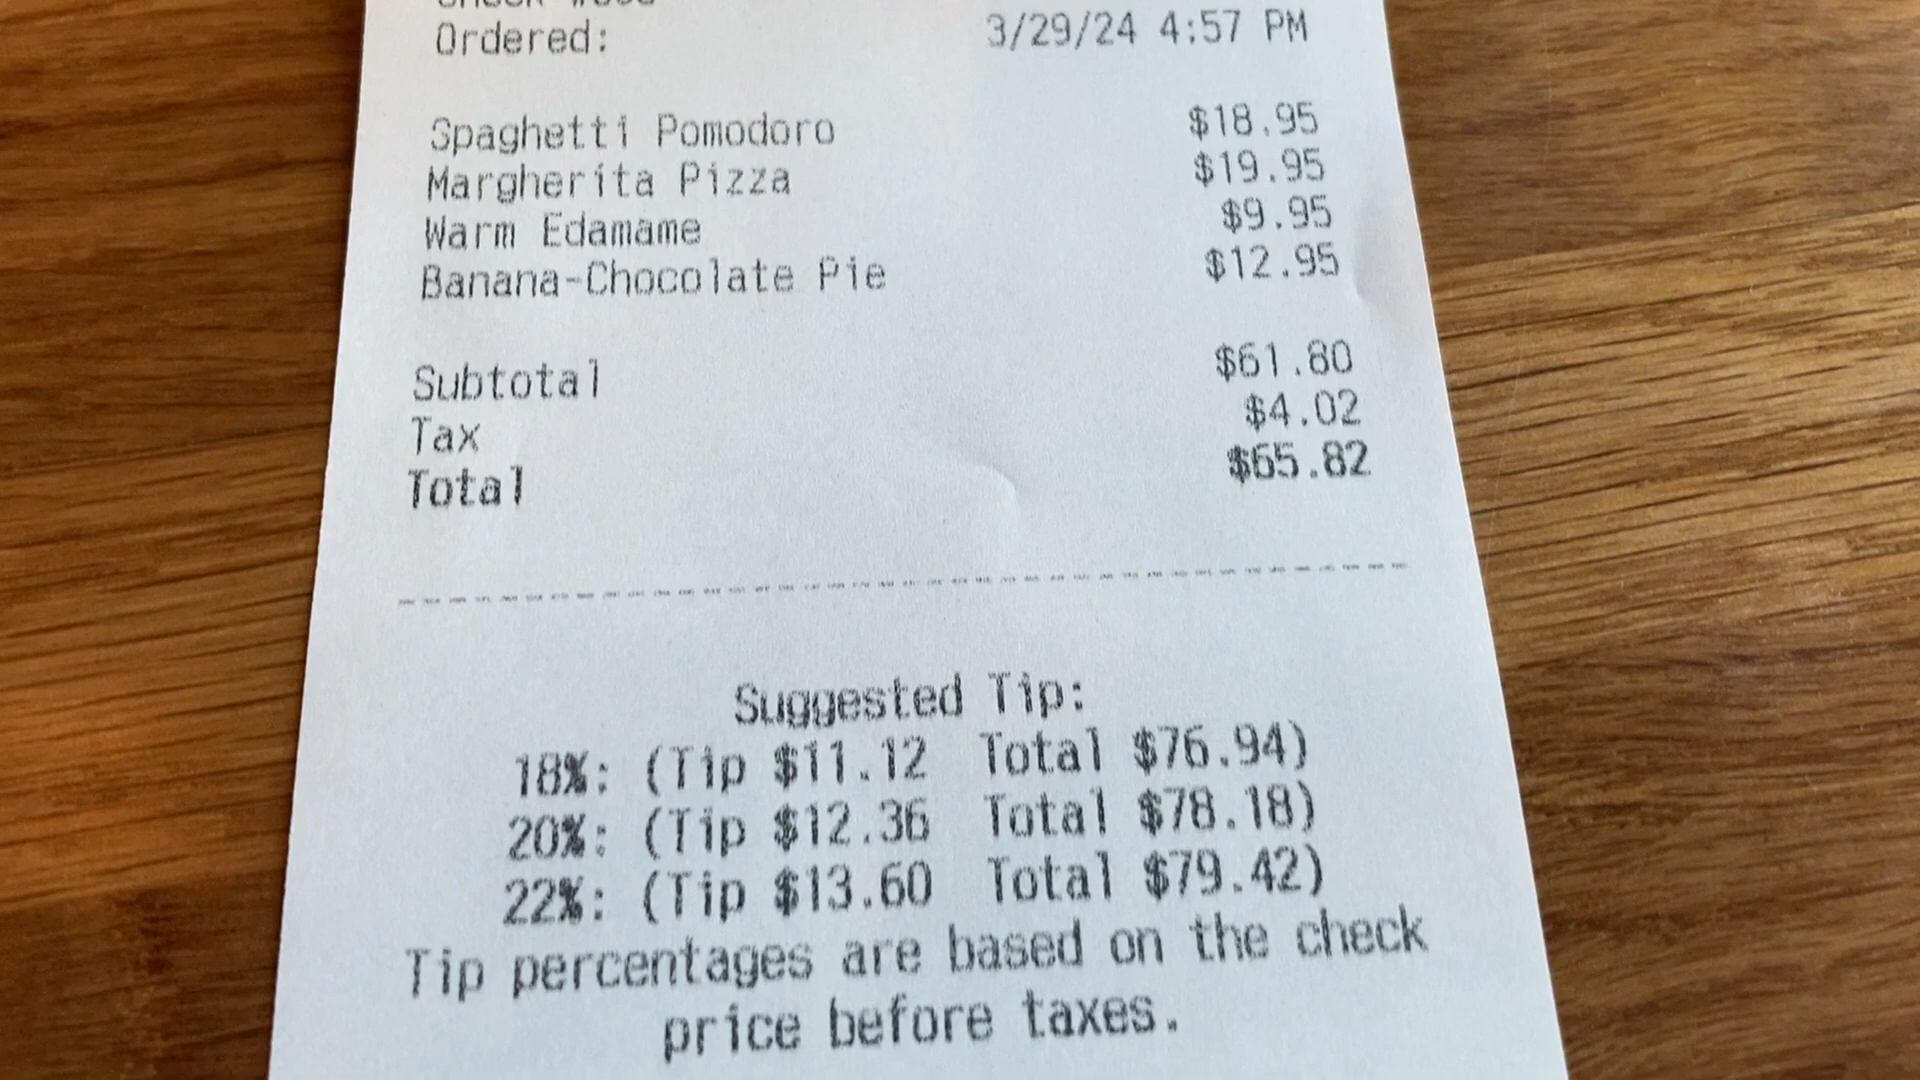 Ordered: 3/29/24 4:57 PM
Spaghetti Pomodoro $18.95
Margherita Pizza $19.95
Warm Edamame $9.95
Banana-Chocolate Pie $12.95
Subtotal $61.80
Tax $4.02
Total $65.82
Suggested Tip:
18%: (Tip $11.12 Total $76.94)
20%: (Tip $12.36 Total $78.18)
22%: (Tip $13.60 Total $79.42)
Tip percentages are based on the check
price before taxes.